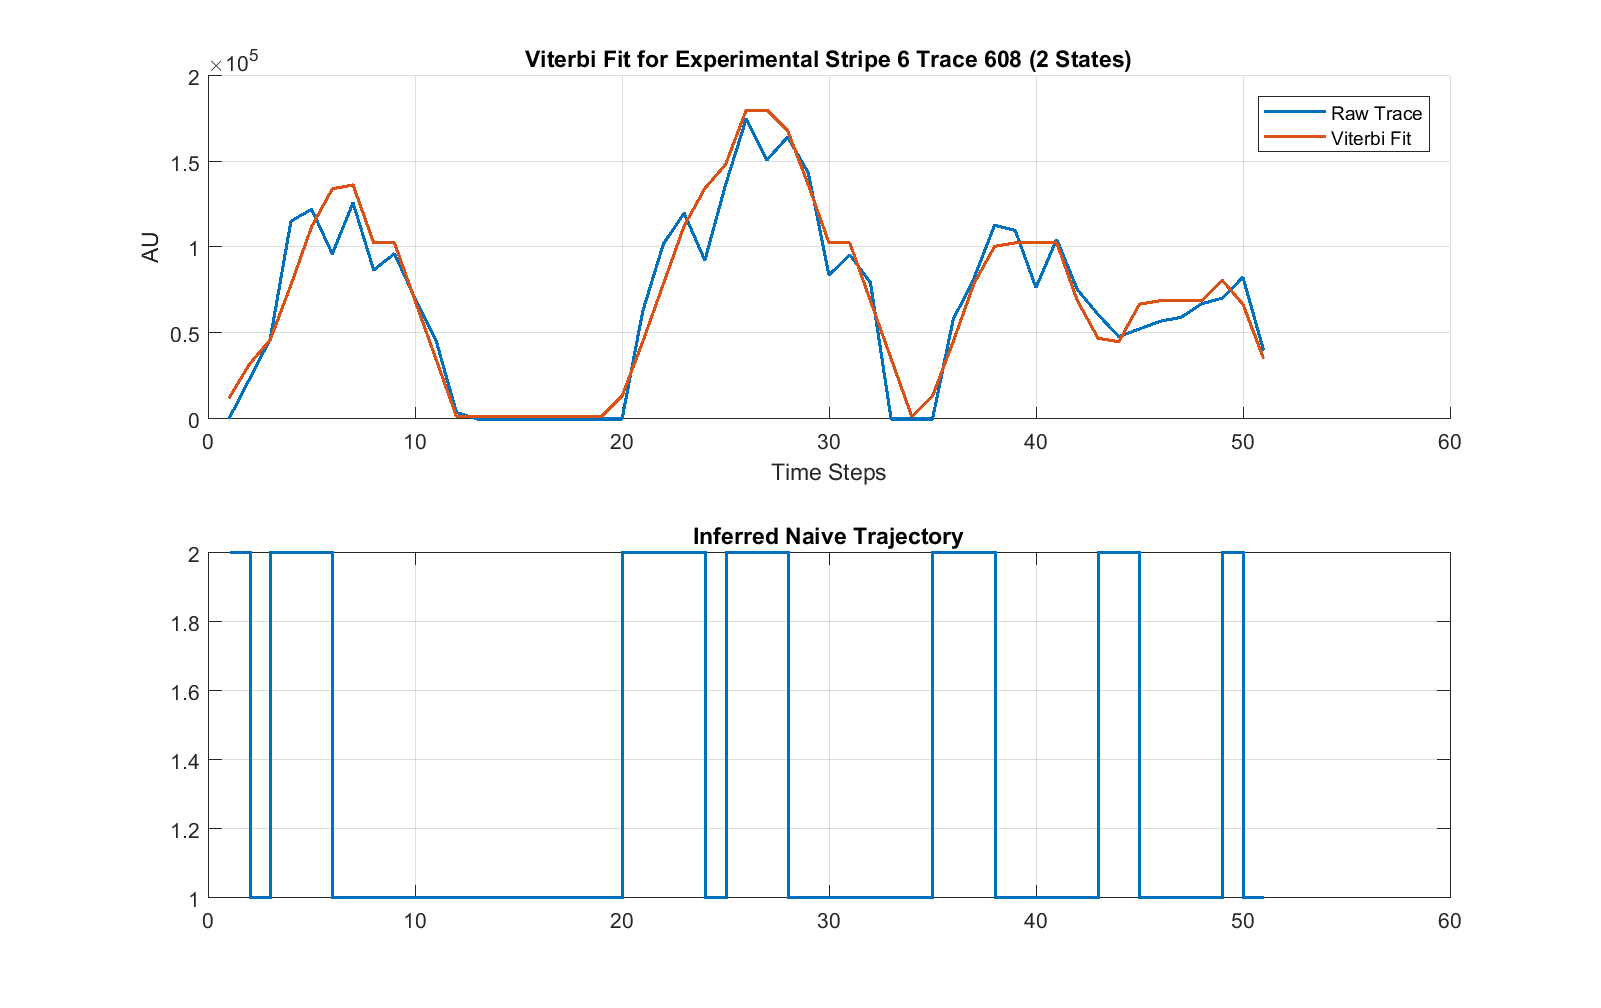 Viterbi Fit for Experimental Stripe 6 Trace 608 (2 States)
×10⁵
2
1.5
1
0.5
0
AU
Raw Trace
Viterbi Fit
0 10 20 30 40 50 60
Time Steps
Inferred Naive Trajectory
2
1.8
1.6
1.4
1.2
1
0 10 20 30 40 50 60